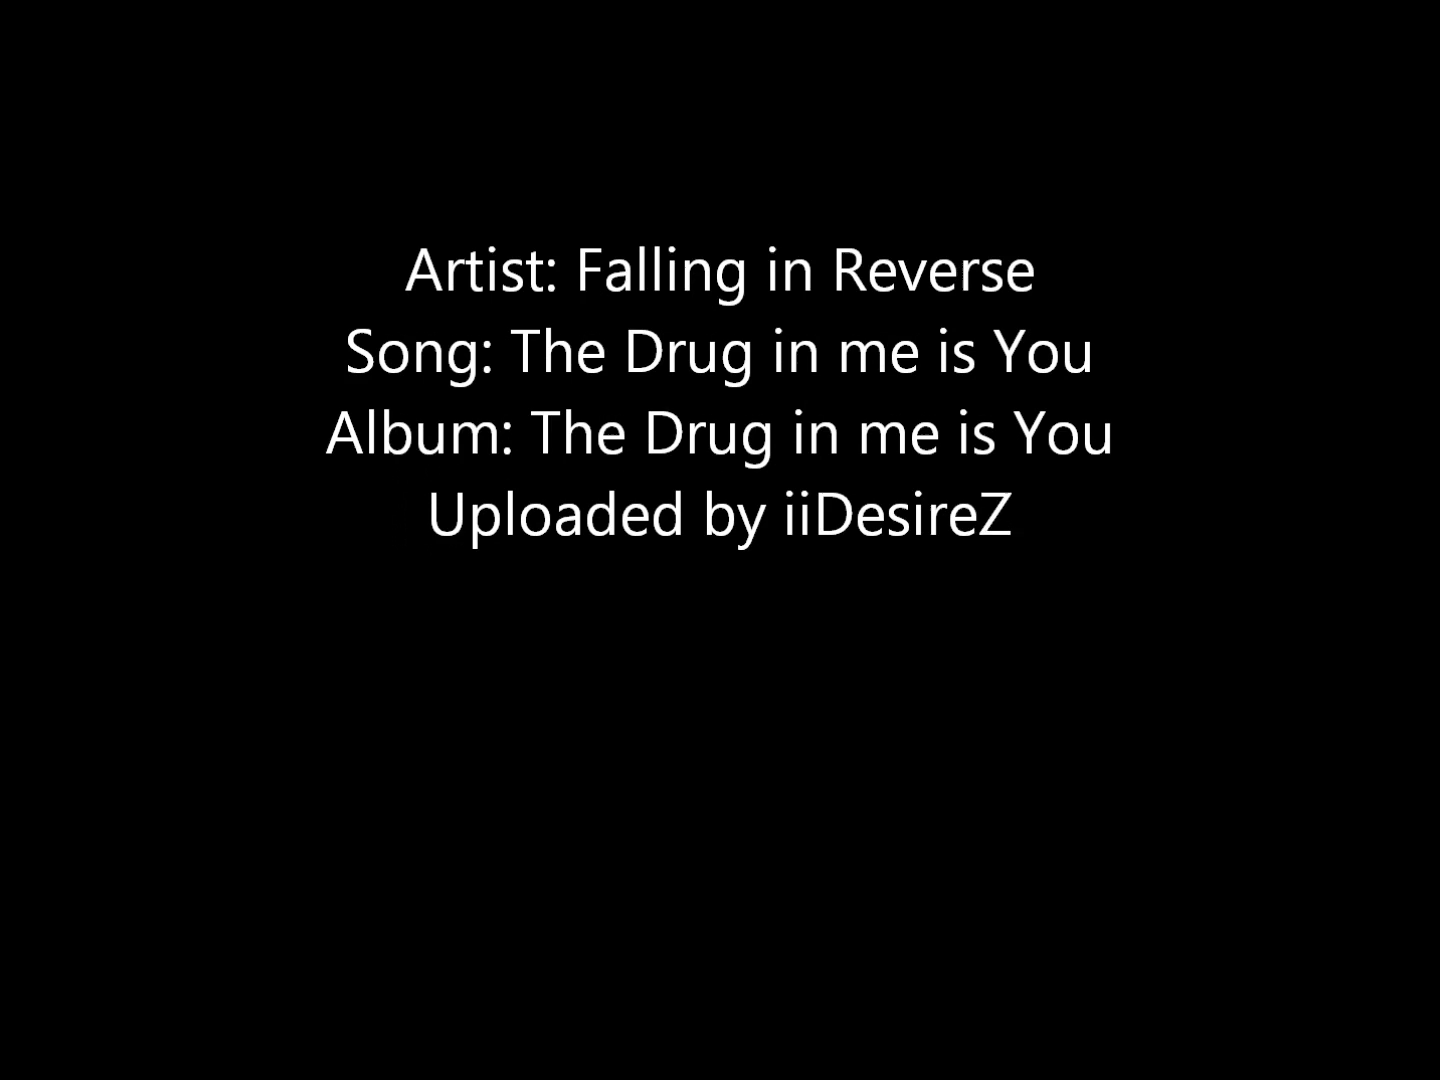 Artist: Falling in Reverse
Song: The Drug in me is You
Album: The Drug in me is You
Uploaded by iiDesireZ